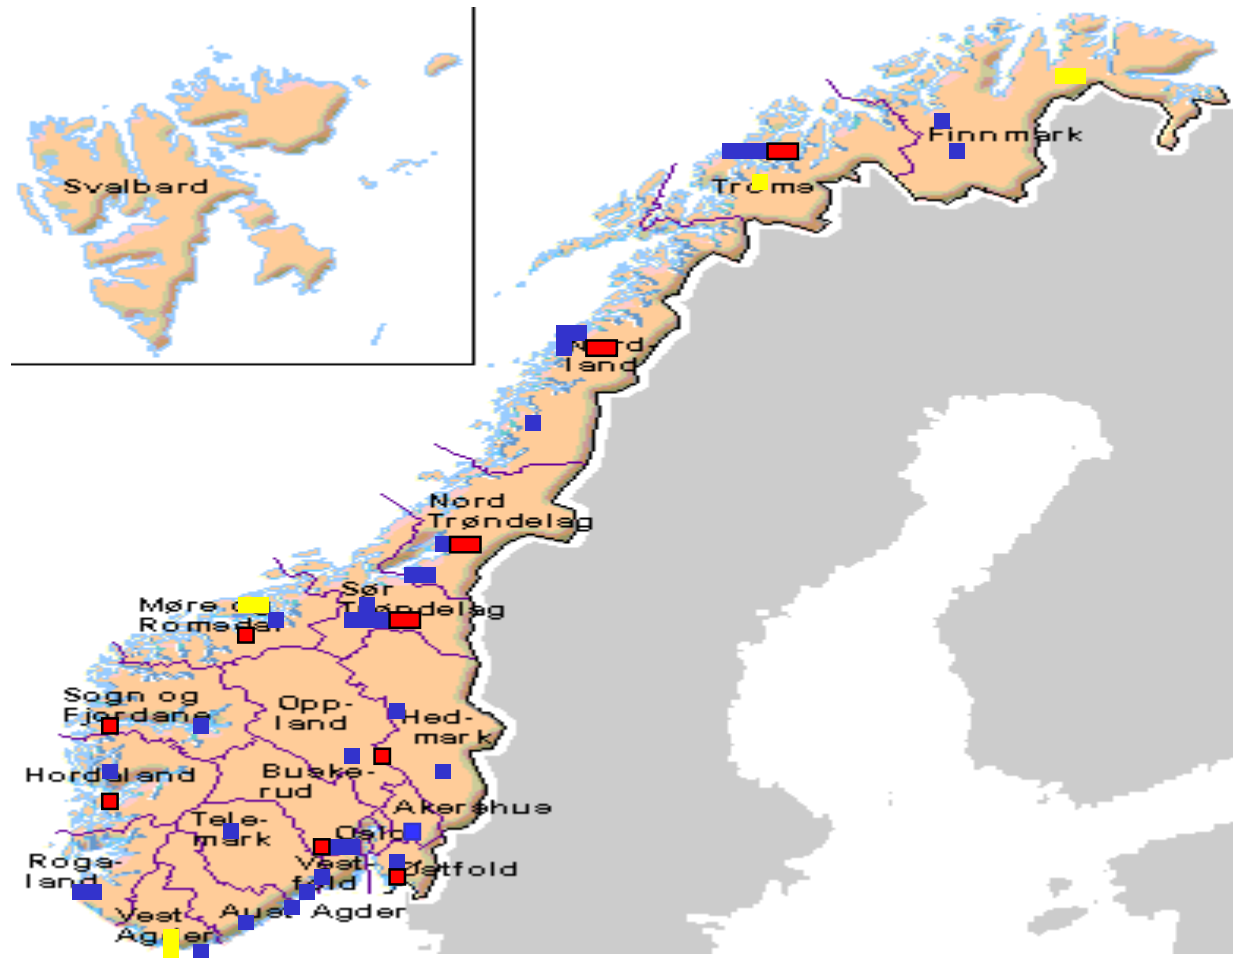 Svalbard
Finnmark
Troms
Nord-
land
Nord
Trøndelag
Sør
Trøndelag
Møre og
Romsdal
Sogn og
Fjordane
Opp-
land
Hed-
mark
Hordaland
Buske-
rud
Akershus
Tele-
mark
Oslo
Roga-
land
Vest-
fold
Østfold
Vest
Agder
Aust Agder